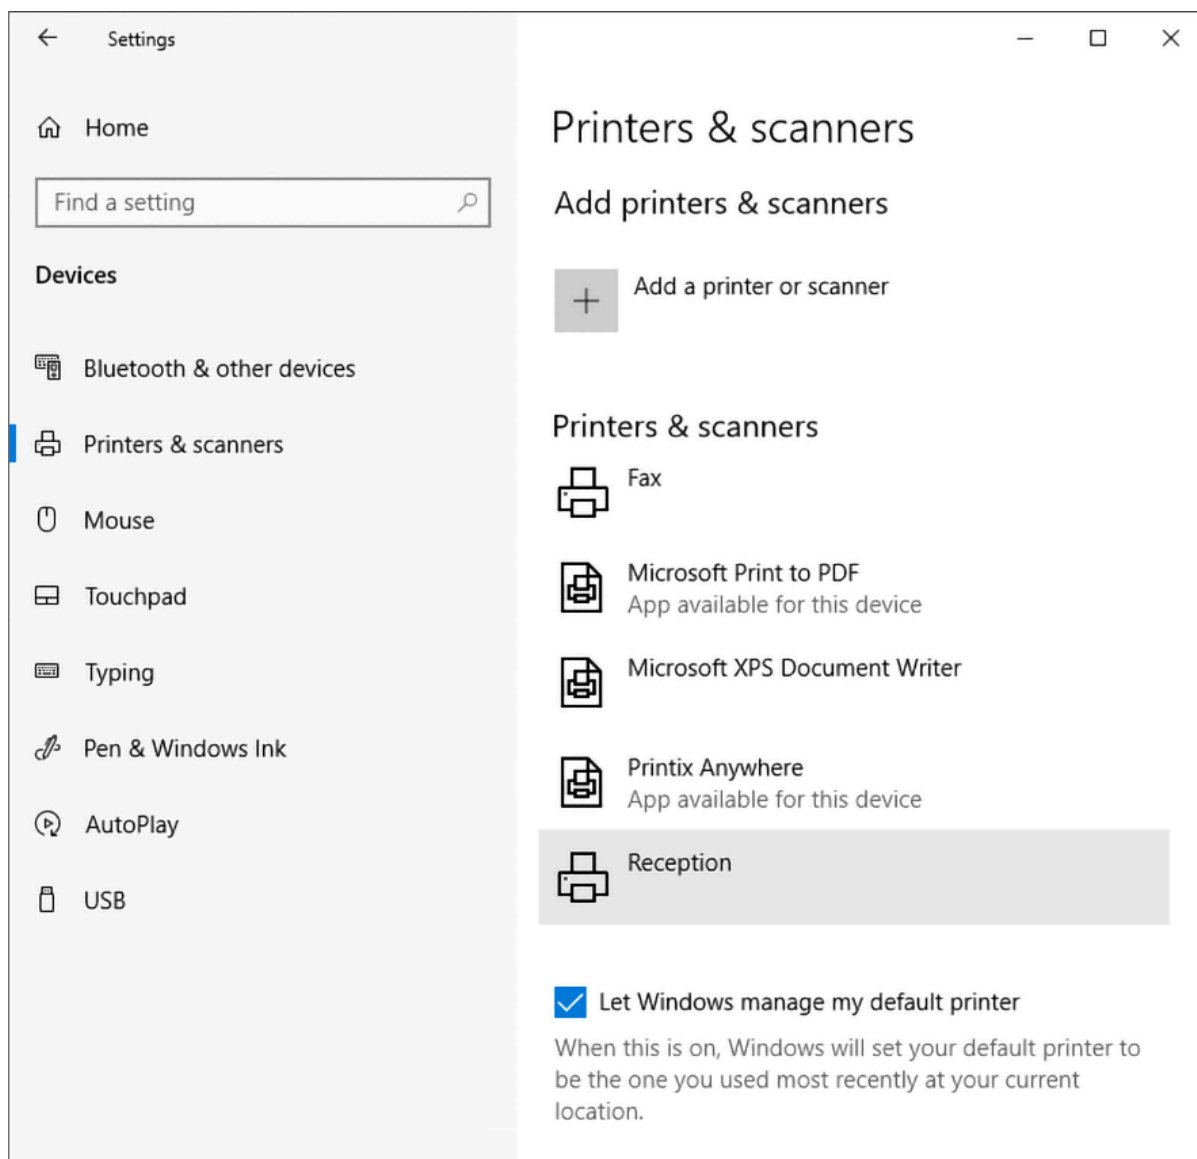 Settings
Home
Find a setting
Devices
Bluetooth & other devices
Printers & scanners
Mouse
Touchpad
Typing
Pen & Windows Ink
AutoPlay
USB
Printers & scanners
Add printers & scanners
Add a printer or scanner
Printers & scanners
Fax
Microsoft Print to PDF
App available for this device
Microsoft XPS Document Writer
Printix Anywhere
App available for this device
Reception
Let Windows manage my default printer
When this is on, Windows will set your default printer to
be the one you used most recently at your current
location.